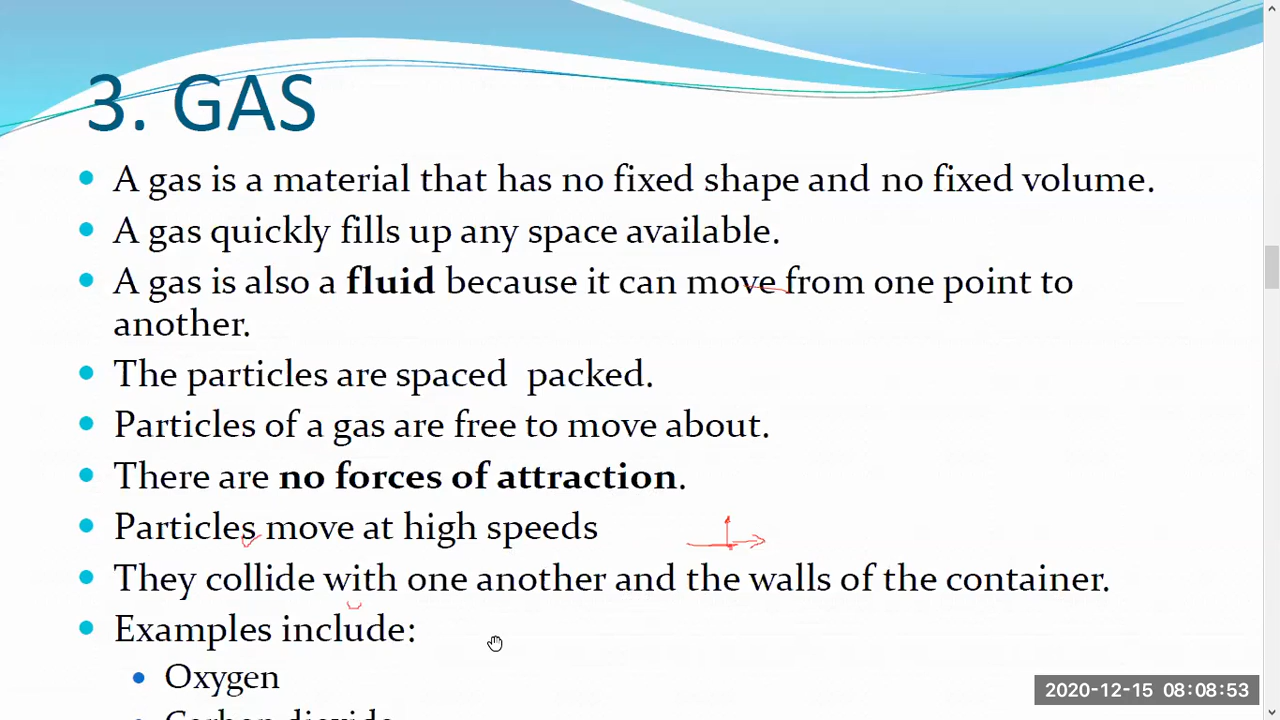 3. GAS
A gas is a material that has no fixed shape and no fixed volume.
A gas quickly fills up any space available.
A gas is also a fluid because it can move from one point to
another.
The particles are spaced  packed.
Particles of a gas are free to move about.
There are no forces of attraction.
Particles move at high speeds
They collide with one another and the walls of the container.
Examples include:
Oxygen
Carbon dioxide
2020-12-15 08:08:53